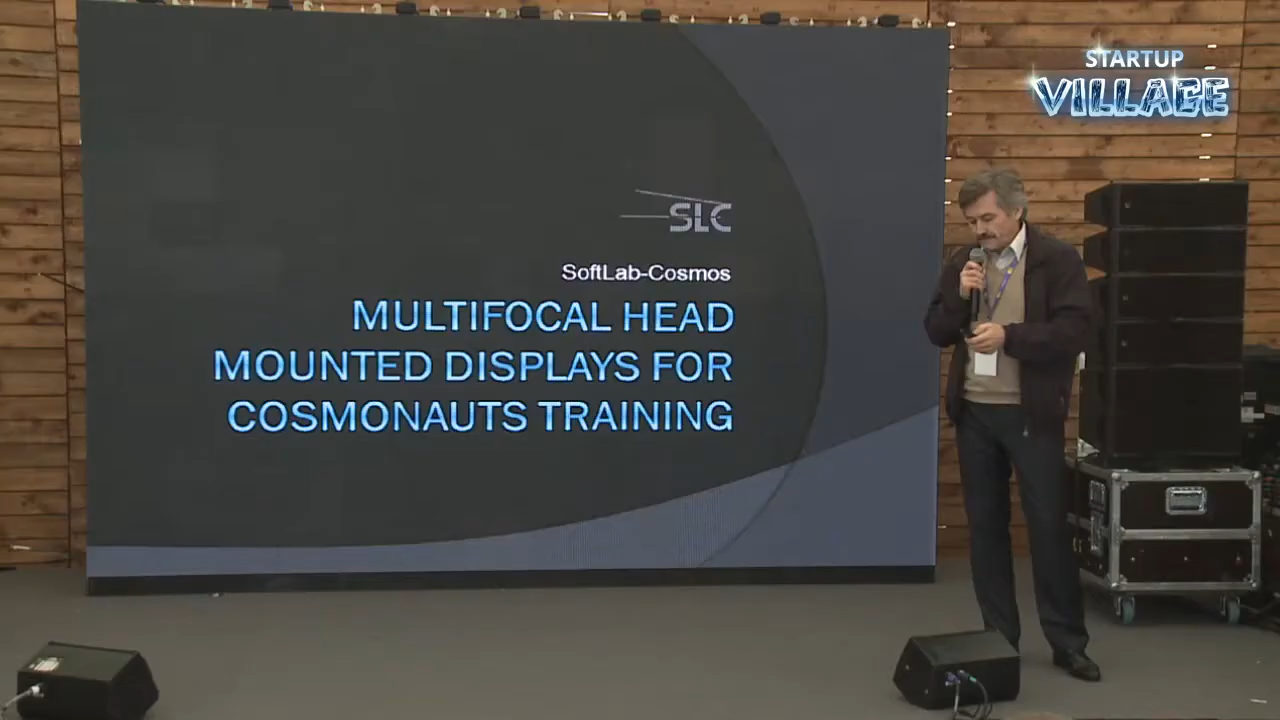 STARTUP
VILLAGE
SLC
SoftLab-Cosmos
MULTIFOCAL HEAD
MOUNTED DISPLAYS FOR
COSMONAUTS TRAINING